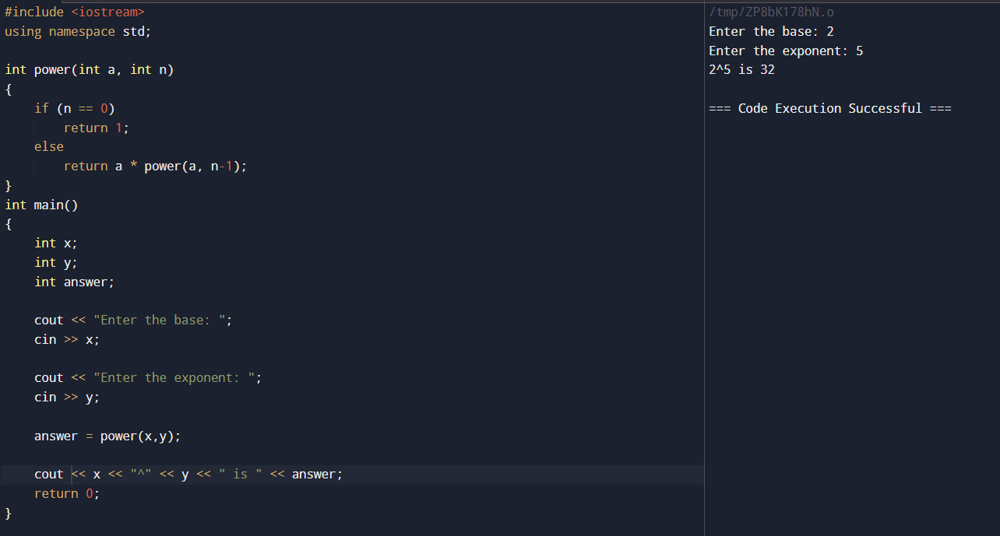 #include <iostream>
using namespace std;

int power(int a, int n)
{
    if (n == 0)
        return 1;
    else
        return a * power(a, n-1);
}
int main()
{
    int x;
    int y;
    int answer;

    cout << "Enter the base: ";
    cin >> x;

    cout << "Enter the exponent: ";
    cin >> y;

    answer = power(x,y);

    cout << x << "^" << y << " is " << answer;
    return 0;
}
/tmp/ZP8bK178hN.o
Enter the base: 2
Enter the exponent: 5
2^5 is 32

=== Code Execution Successful ===